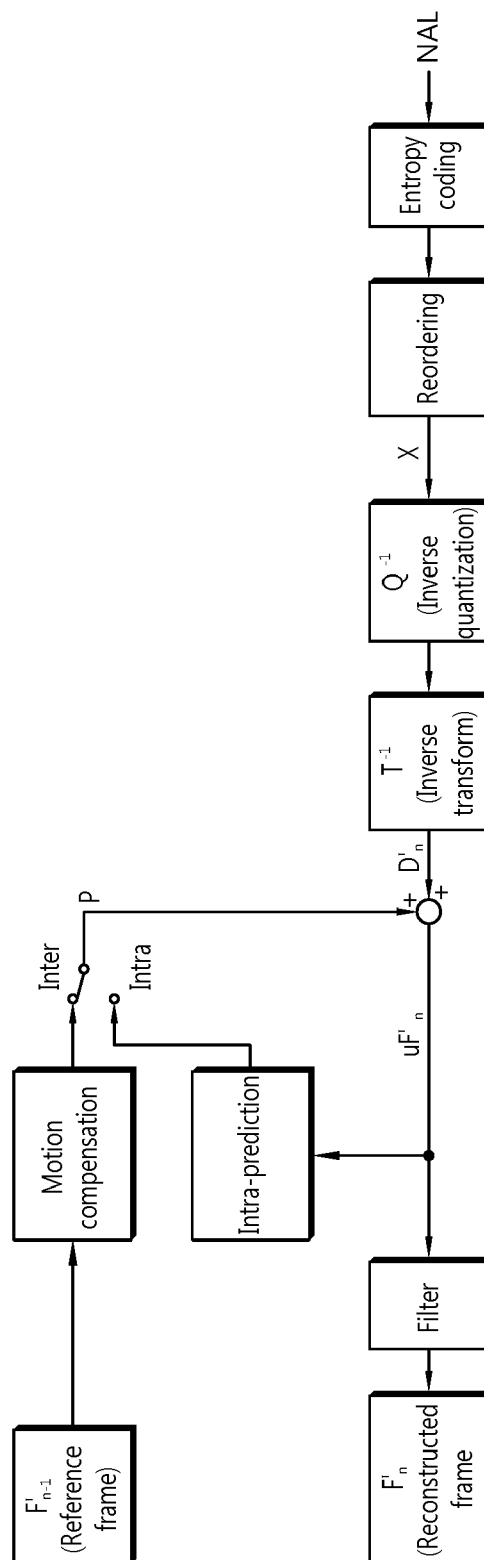 F'n-1
(Reference
frame)
Motion
compensation
Inter
P
Intra
Intra-prediction
F'n
(Reconstructed
frame
Filter
uF'n
+
+
D'n
T-1
(Inverse
transform)
Q-1
(Inverse
quantization)
X
Reordering
Entropy
coding
NAL